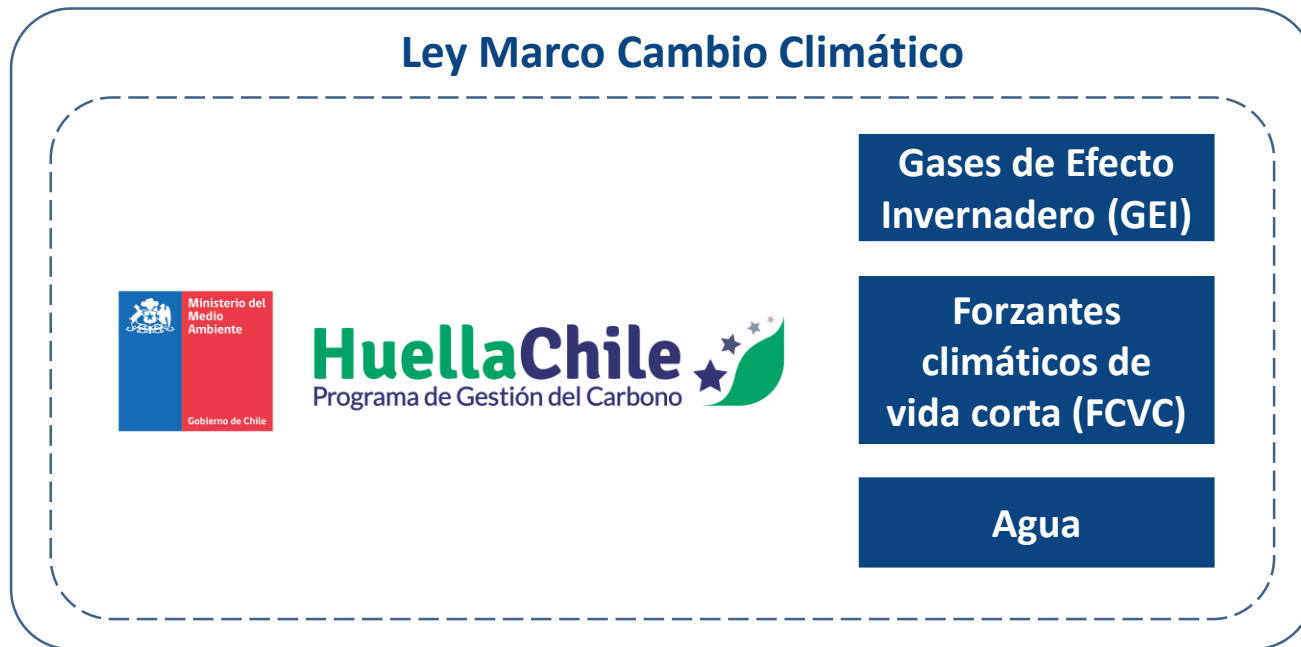 Ley Marco Cambio Climático
Ministerio del
Medio
Ambiente
Gobierno de Chile
HuellaChile
Programa de Gestión del Carbono
Gases de Efecto
Invernadero (GEI)
Forzantes
climáticos de
vida corta (FCVC)
Agua